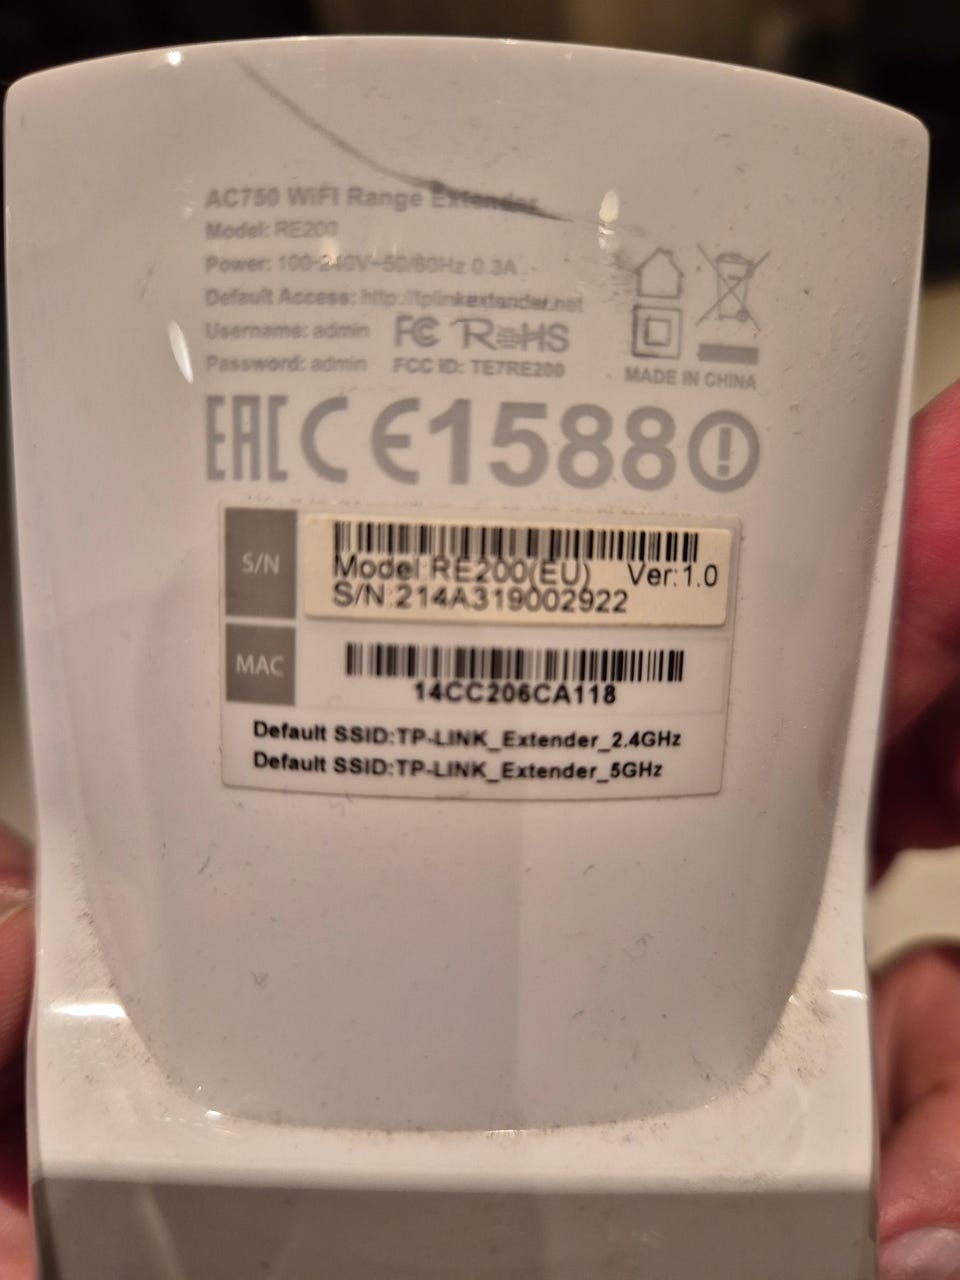 AC750 WiFi Range Extender
Model: RE200
Power: 100-240V~50/60Hz 0.3A
Default Access: http://tplinkextender.net
Username: admin FC RoHS
Password: admin FCC ID: TE7RE200
MADE IN CHINA
EAC CE1588
S/N
Model:RE200(EU) Ver:1.0
S/N:214A319002922
MAC
14CC206CA118
Default SSID:TP-LINK_Extender_2.4GHz
Default SSID:TP-LINK_Extender_5GHz